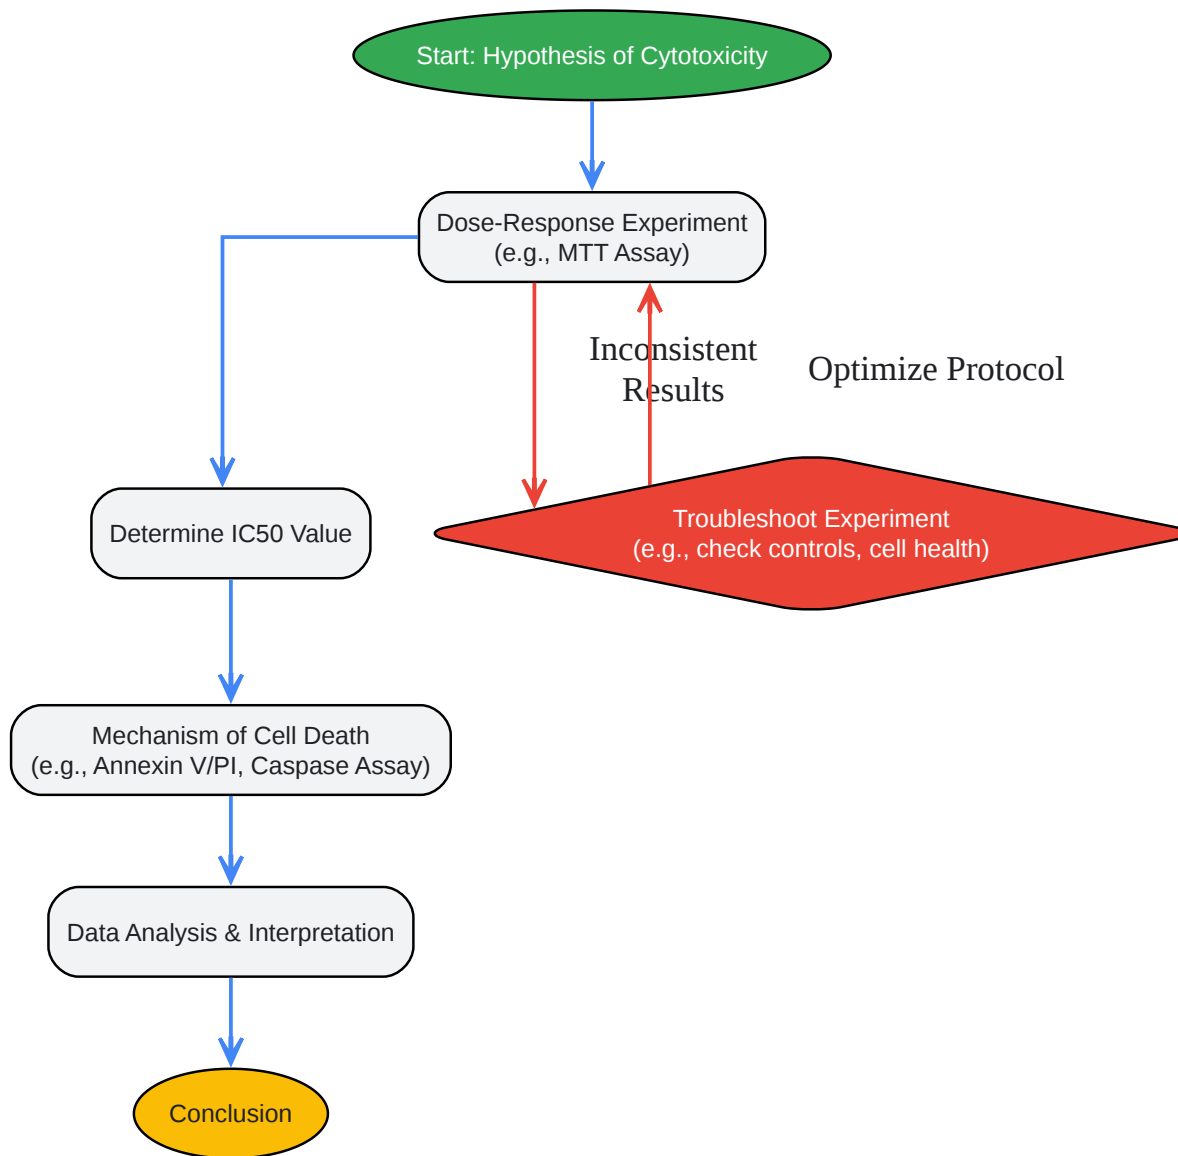 Start: Hypothesis of Cytotoxicity
Dose-Response Experiment
(e.g., MTT Assay)
Inconsistent
Results
Optimize Protocol
Troubleshoot Experiment
(e.g., check controls, cell health)
Determine IC50 Value
Mechanism of Cell Death
(e.g., Annexin V/PI, Caspase Assay)
Data Analysis & Interpretation
Conclusion